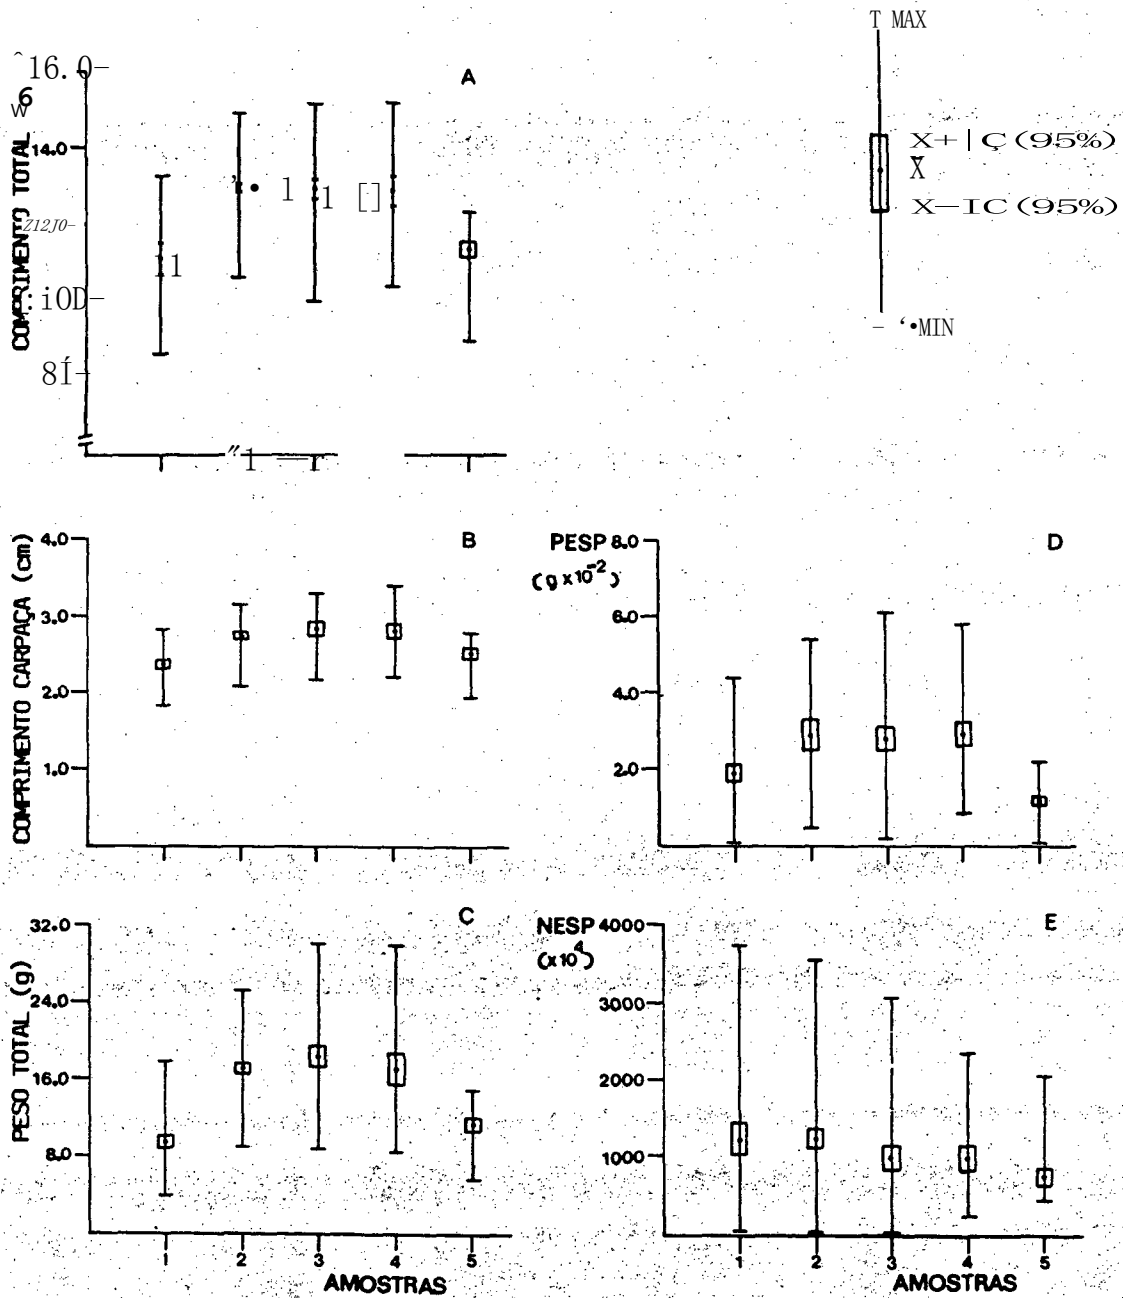 T MAX
X+|Ç (95%)
X̄
X—IC (95%)
MIN
A
COMPRIMENTO TOTAL
16.0
14.0
B
COMPRIMENTO CARPAÇA (cm)
4.0
3.0
2.0
1.0
D
PESP
(g x 10⁻²)
8.0
6.0
4.0
2.0
C
PESO TOTAL (g)
32.0
24.0
16.0
8.0
1 2 3 4 5
AMOSTRAS
E
NESP
(x10⁴)
4000
3000
2000
1000
1 2 3 4 5
AMOSTRAS